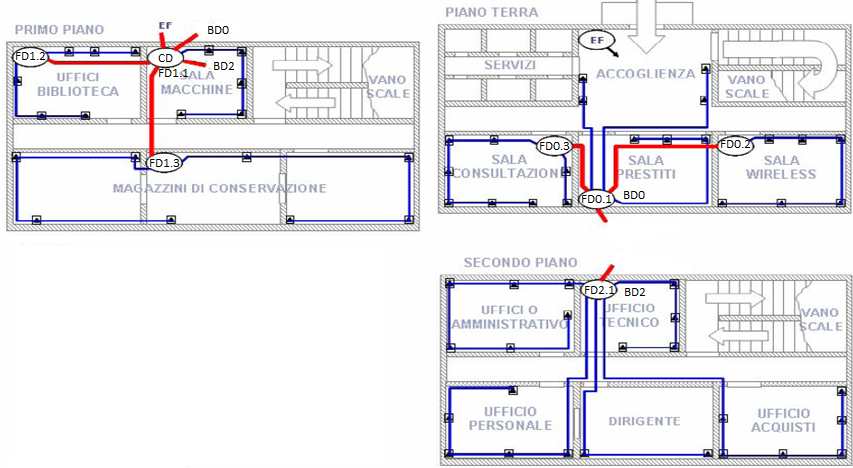 PRIMO PIANO
EF
BD0
FD1.2
CD
BD2
FD1.1
UFFICI
BIBLIOTECA
SALA
MACCHINE
VANO
SCALE
FD1.3
MAGAZZINI DI CONSERVAZIONE
PIANO TERRA
EF
SERVIZI
ACCOGLIENZA
VANO
SCALE
FD0.3
FD0.2
SALA
CONSULTAZIONE
SALA
PRESTITI
SALA
WIRELESS
FD0.1
BD0
SECONDO PIANO
FD2.1
BD2
UFFICI O
AMMINISTRATIVO
UFFICIO
TECNICO
VANO
SCALE
UFFICIO
PERSONALE
DIRIGENTE
UFFICIO
ACQUISTI